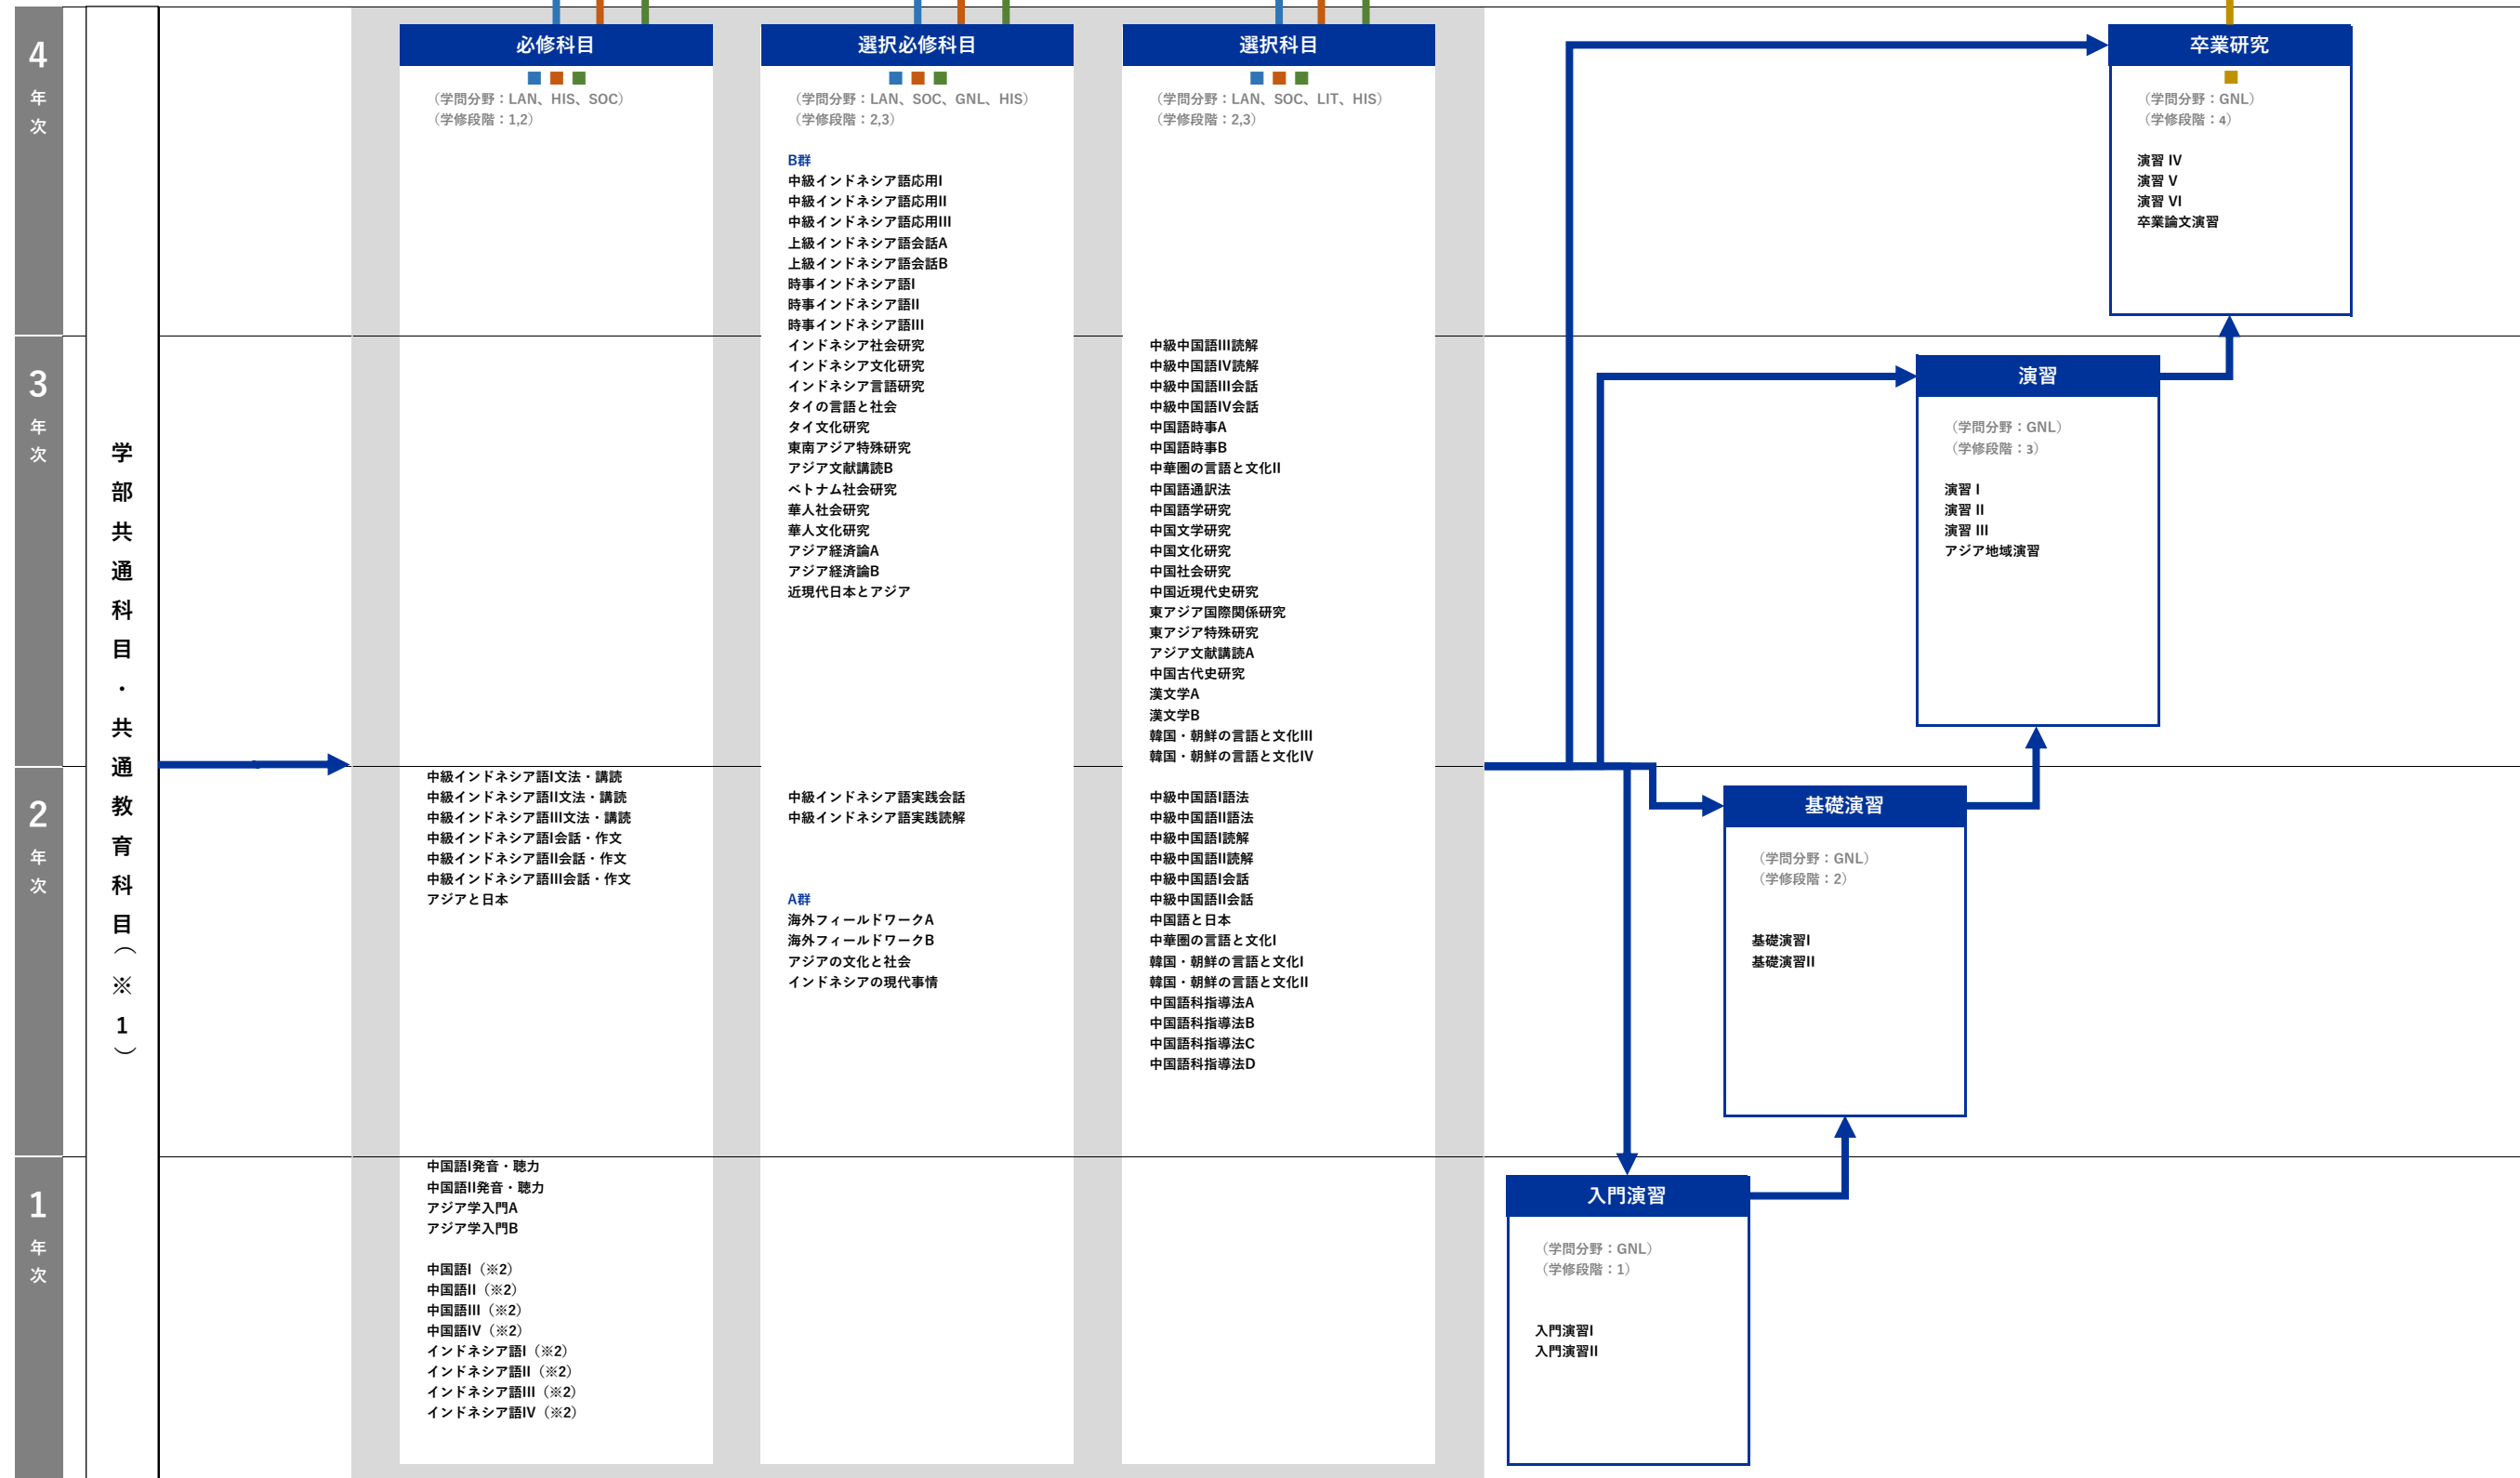 4
年
次
3
年
次
2
年
次
1
年
次
学部共通科目・共通教育科目（※1）
必修科目
（学問分野：LAN、HIS、SOC）
（学修段階：1,2）
中級インドネシア語I文法・講読
中級インドネシア語II文法・講読
中級インドネシア語III文法・講読
中級インドネシア語I会話・作文
中級インドネシア語II会話・作文
中級インドネシア語III会話・作文
アジアと日本
中国語I発音・聴力
中国語II発音・聴力
アジア学入門A
アジア学入門B
中国語I（※2）
中国語II（※2）
中国語III（※2）
中国語IV（※2）
インドネシア語I（※2）
インドネシア語II（※2）
インドネシア語III（※2）
インドネシア語IV（※2）
選択必修科目
（学問分野：LAN、SOC、GNL、HIS）
（学修段階：2,3）
B群
中級インドネシア語応用I
中級インドネシア語応用II
中級インドネシア語応用III
上級インドネシア語会話A
上級インドネシア語会話B
時事インドネシア語I
時事インドネシア語II
時事インドネシア語III
インドネシア社会研究
インドネシア文化研究
インドネシア言語研究
タイの言語と社会
タイ文化研究
東南アジア特殊研究
アジア文献講読B
ベトナム社会研究
華人社会研究
華人文化研究
アジア経済論A
アジア経済論B
近現代日本とアジア
中級インドネシア語実践会話
中級インドネシア語実践読解
A群
海外フィールドワークA
海外フィールドワークB
アジアの文化と社会
インドネシアの現代事情
選択科目
（学問分野：LAN、SOC、LIT、HIS）
（学修段階：2,3）
中級中国語III読解
中級中国語IV読解
中級中国語III会話
中級中国語IV会話
中国語時事A
中国語時事B
中華圏の言語と文化II
中国語通訳法
中国語学研究
中国文学研究
中国文化研究
中国社会研究
中国近現代史研究
東アジア国際関係研究
東アジア特殊研究
アジア文献講読A
中国古代史研究
漢文学A
漢文学B
韓国・朝鮮の言語と文化III
韓国・朝鮮の言語と文化IV
中級中国語I語法
中級中国語II語法
中級中国語I読解
中級中国語II読解
中級中国語I会話
中級中国語II会話
中国語と日本
中華圏の言語と文化I
韓国・朝鮮の言語と文化I
韓国・朝鮮の言語と文化II
中国語科指導法A
中国語科指導法B
中国語科指導法C
中国語科指導法D
卒業研究
（学問分野：GNL）
（学修段階：4）
演習 IV
演習 V
演習 VI
卒業論文演習
演習
（学問分野：GNL）
（学修段階：3）
演習 I
演習 II
演習 III
アジア地域演習
基礎演習
（学問分野：GNL）
（学修段階：2）
基礎演習I
基礎演習II
入門演習
（学問分野：GNL）
（学修段階：1）
入門演習I
入門演習II